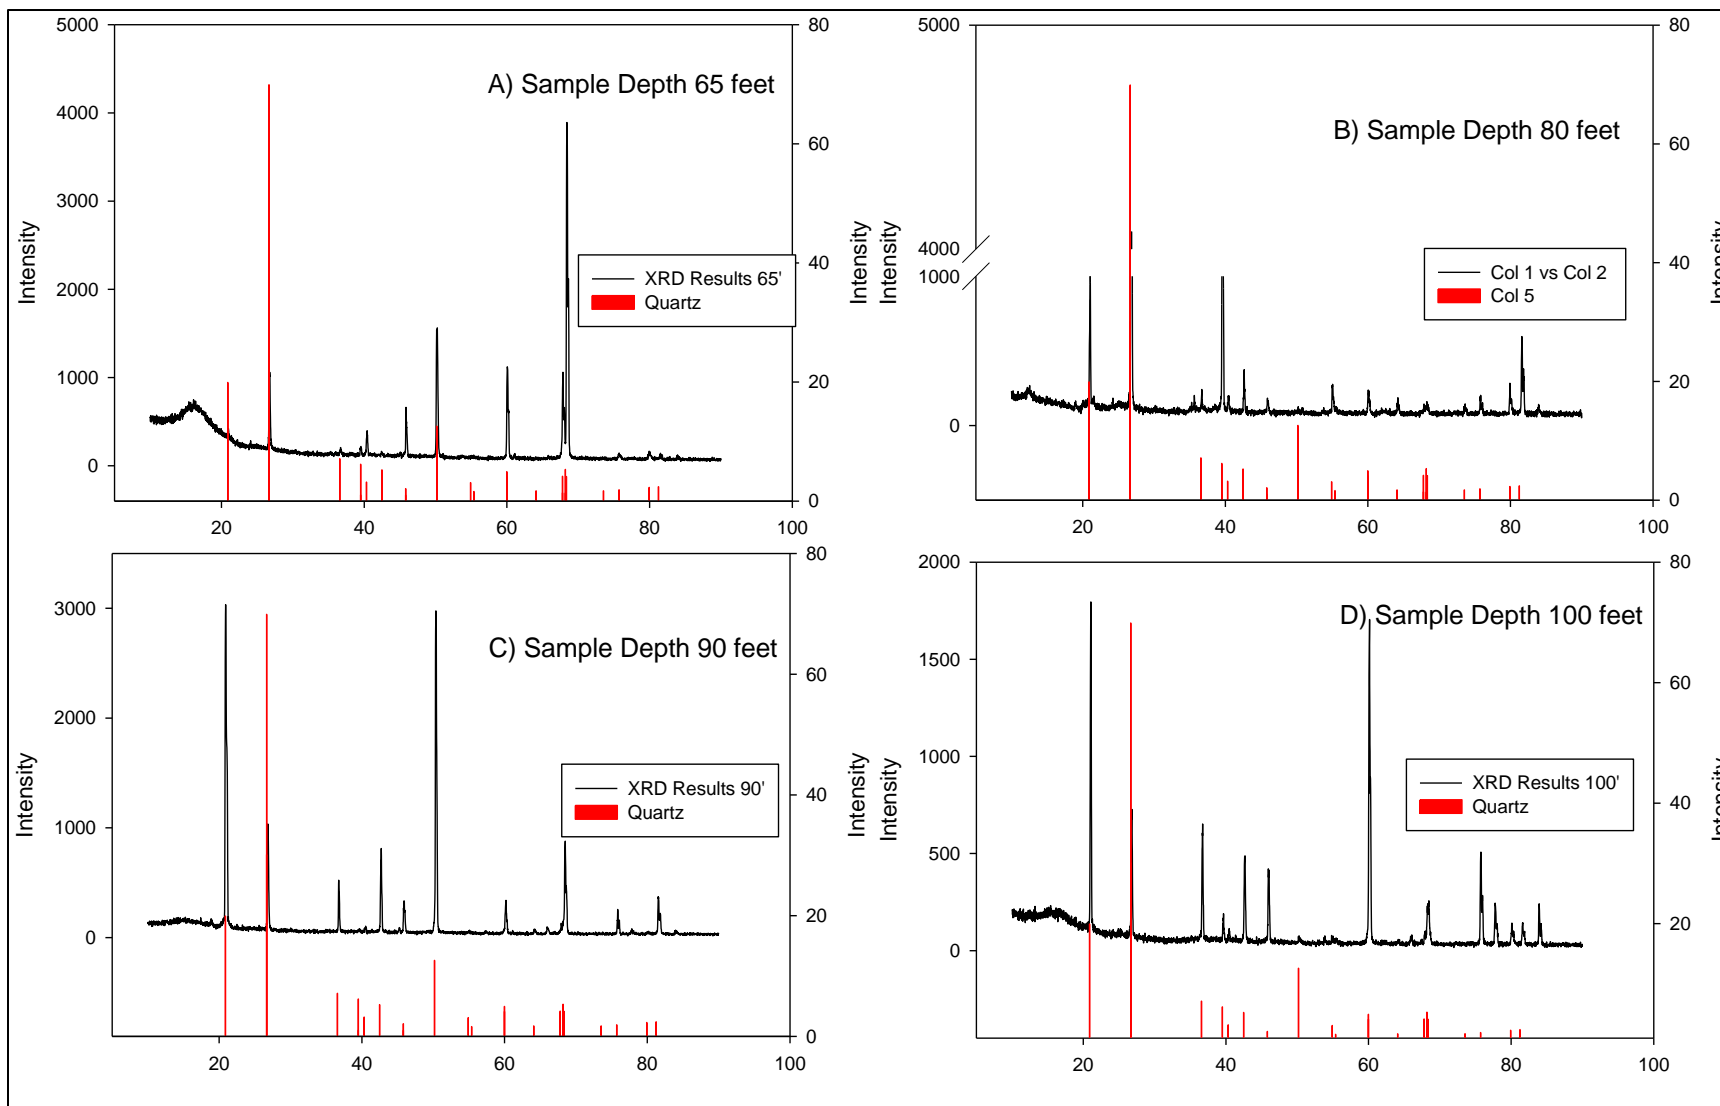 A) Sample Depth 65 feet
Intensity
5000
4000
3000
2000
1000
0
80
60
40
20
0
Intensity
XRD Results 65'
Quartz
20
40
60
80
100
B) Sample Depth 80 feet
Intensity
5000
4000
1000
0
80
60
40
20
0
Intensity
Col 1 vs Col 2
Col 5
20
40
60
80
100
C) Sample Depth 90 feet
Intensity
3000
2000
1000
0
80
60
40
20
0
Intensity
XRD Results 90'
Quartz
20
40
60
80
100
D) Sample Depth 100 feet
Intensity
2000
1500
1000
500
0
80
60
40
20
Intensity
XRD Results 100'
Quartz
20
40
60
80
100